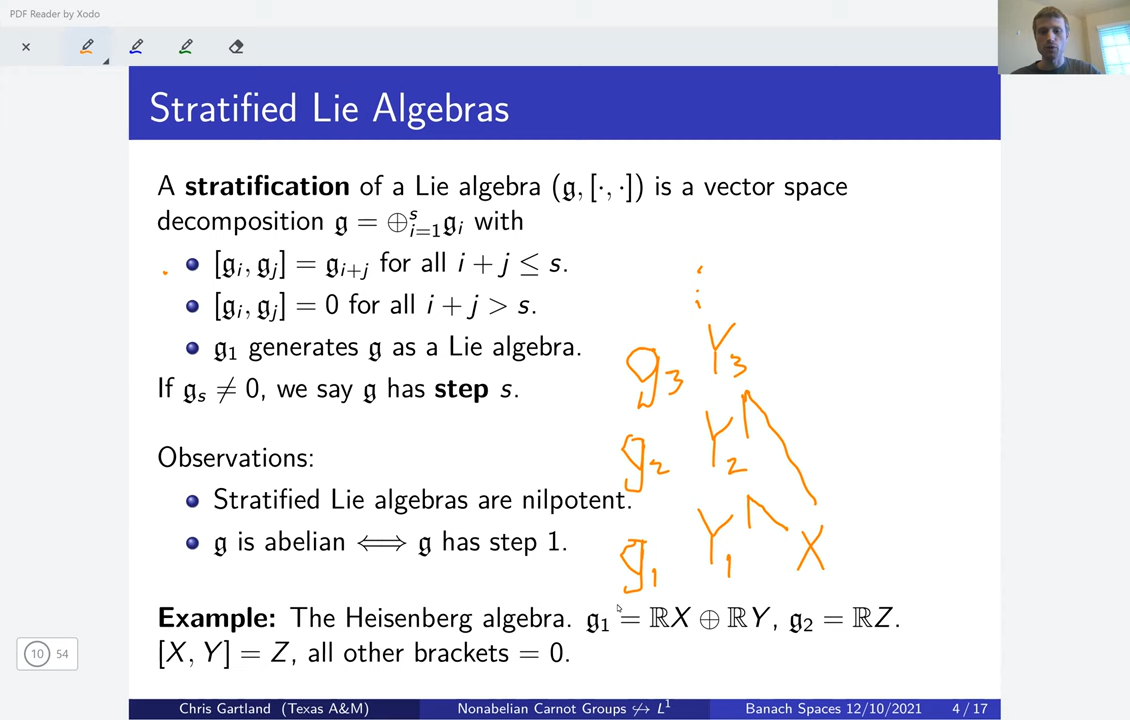 PDF Reader by Xodo
Stratified Lie Algebras
A stratification of a Lie algebra (𝔤, [·, ·]) is a vector space
decomposition 𝔤 = ⊕ˢᵢ₌₁𝔤ᵢ with
[𝔤ᵢ, 𝔤ⱼ] = 𝔤ᵢ₊ⱼ for all i + j ≤ s.
[𝔤ᵢ, 𝔤ⱼ] = 0 for all i + j > s.
𝔤₁ generates 𝔤 as a Lie algebra.
If 𝔤ₛ ≠ 0, we say 𝔤 has step s.
Observations:
Stratified Lie algebras are nilpotent.
𝔤 is abelian ⟺ 𝔤 has step 1.
g₃ Y₃
g₂ Y₂
g₁ Y₁ X
Example: The Heisenberg algebra. 𝔤₁ = ℝX ⊕ ℝY, 𝔤₂ = ℝZ.
[X, Y] = Z, all other brackets = 0.
10 54
Chris Gartland (Texas A&M) Nonabelian Carnot Groups ↪̸ L¹ Banach Spaces 12/10/2021 4 / 17